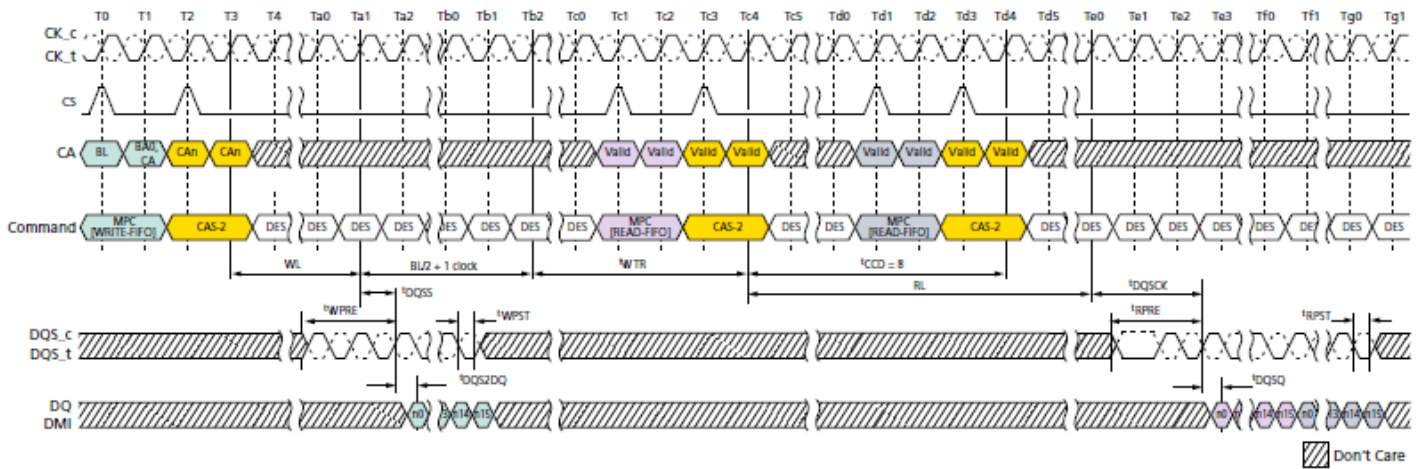 T0 T1 T2 T3 T4 Ta0 Ta1 Ta2 Tb0 Tb1 Tb2 Tc0 Tc1 Tc2 Tc3 Tc4 Tc5 Td0 Td1 Td2 Td3 Td4 Td5 Te0 Te1 Te2 Te3 Tf0 Tf1 Tg0 Tg1
CK_c
CK_t
CS
CA BL BA0, CA CAn CAn Valid Valid Valid Valid Valid Valid Valid Valid
Command MPC [WRITE-FIFO] CAS-2 DES DES DES DES DES DES DES DES MPC [READ-FIFO] CAS-2 DES DES MPC [READ-FIFO] CAS-2 DES DES DES DES DES DES DES DES DES
WL BL/2 + 1 clock tWTR tCCD = 8
tDQSS RL tDQSCK
tWPRE tWPST tRPRE tRPST
DQS_c
DQS_t
tDQS2DQ tDQSQ
DQ
DMI
n0 n14 n15 n0 n14 n15 n0 n14 n15
Don't Care